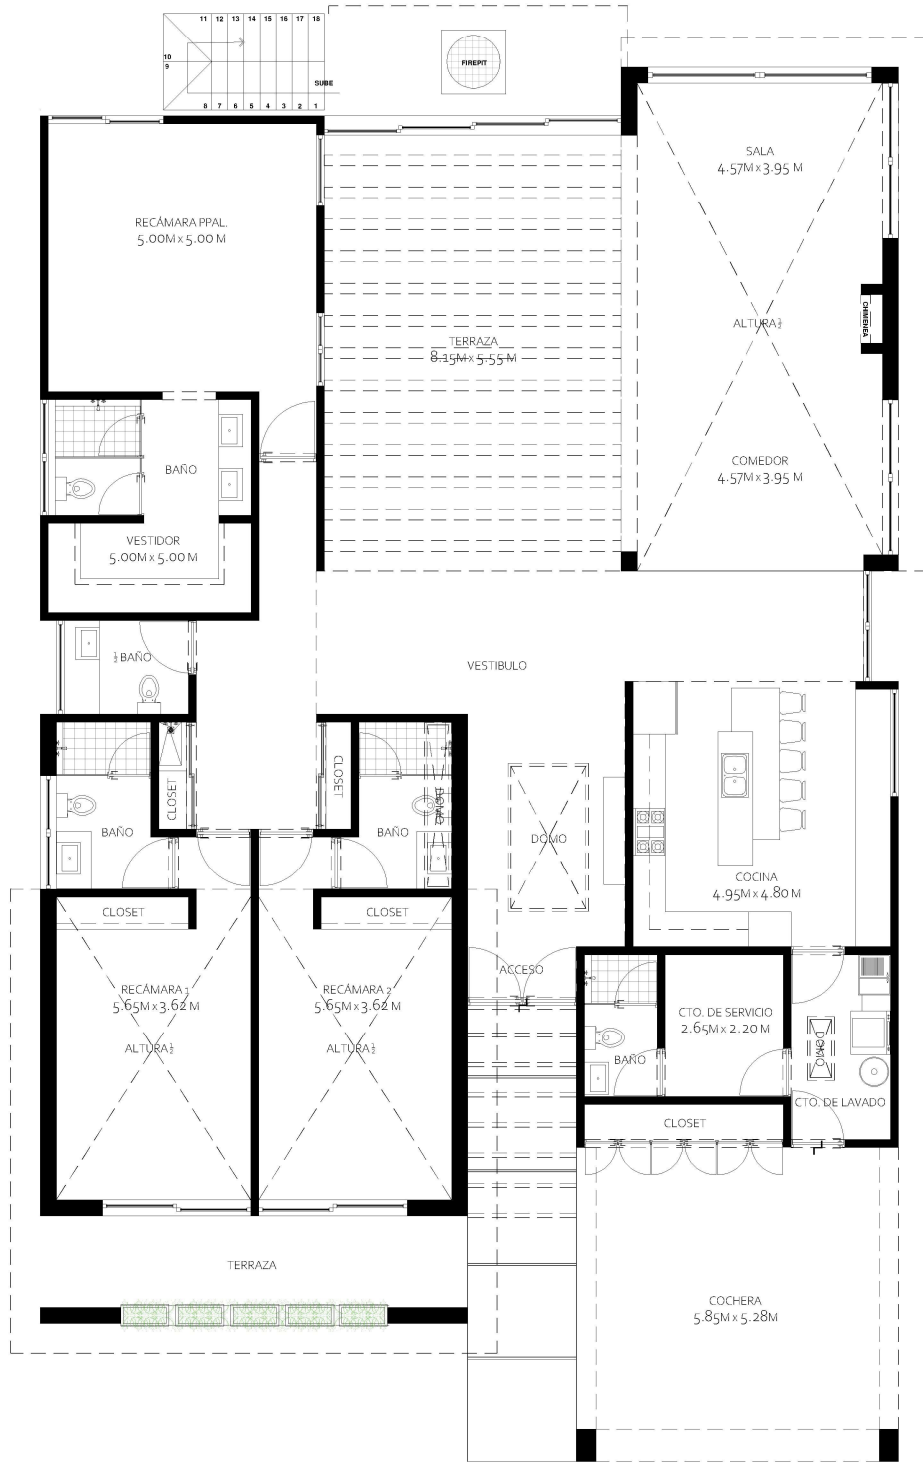 11 12 13 14 15 16 17 18
10
9
SUBE
8 7 6 5 4 3 2 1
FIREPIT
SALA
4.57M x 3.95 M
RECÁMARA PPAL.
5.00M x 5.00 M
CHIMENEA
ALTURA
TERRAZA
8.15M x 5.55 M
BAÑO
COMEDOR
4.57M x 3.95 M
VESTIDOR
5.00M x 5.00 M
½ BAÑO
VESTIBULO
CLOSET
CLOSET
DOMO
BAÑO
BAÑO
DOMO
COCINA
4.95M x 4.80 M
CLOSET
CLOSET
ACCESO
RECÁMARA 1
5.65M x 3.62 M
RECÁMARA 2
5.65M x 3.62 M
CTO. DE SERVICIO
2.65M x 2.20 M
ALTURA ½
ALTURA ½
DOMO
BAÑO
CTO. DE LAVADO
CLOSET
TERRAZA
COCHERA
5.85M x 5.28M